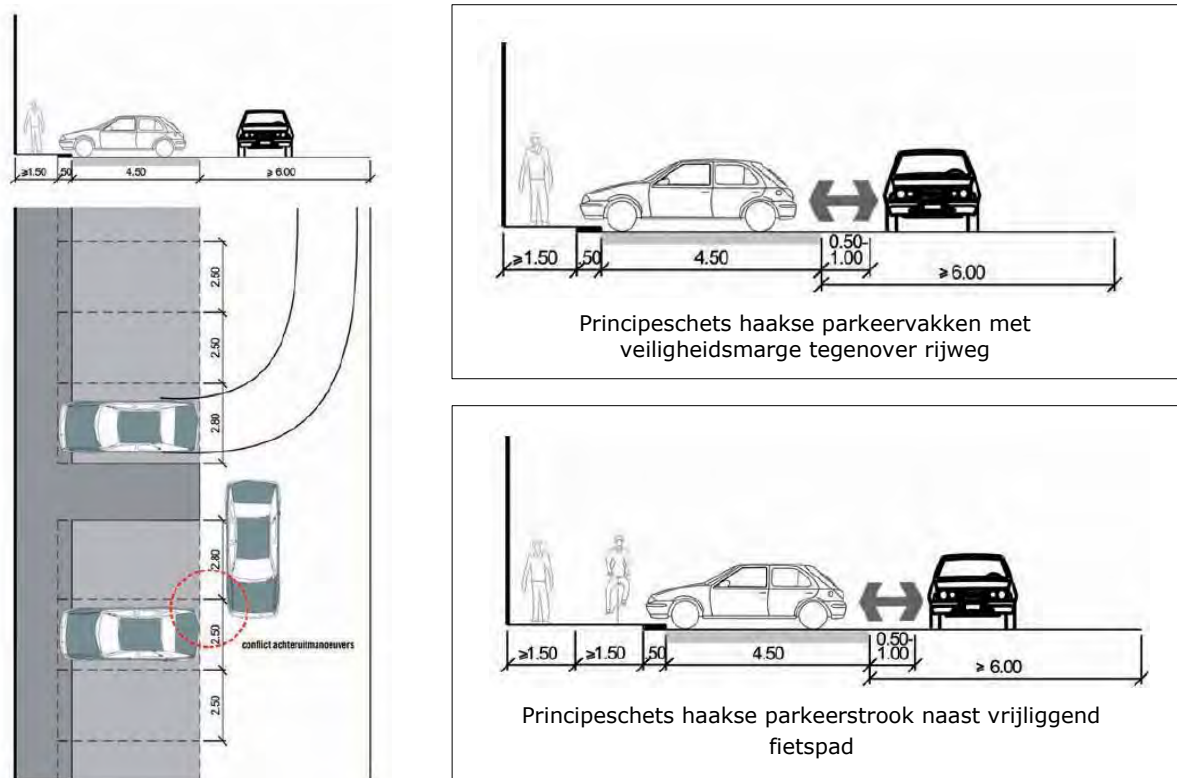 ≥1.50 .50 4.50 ≥ 6.00
2.50
2.50
2.80
2.80
2.50
conflict achteruitmanoeuvers
2.50
≥1.50 .50 4.50 0.50-
1.00
≥ 6.00
Principeschets haakse parkeervakken met
veiligheidsmarge tegenover rijweg
≥1.50 ≥1.50 .50 4.50 0.50-
1.00
≥ 6.00
Principeschets haakse parkeerstrook naast vrijliggend
fietspad